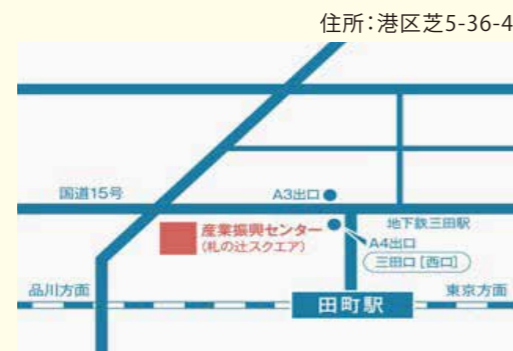 住所：港区芝5-36-4
国道15号
A3出口
産業振興センター
（札の辻スクエア）
地下鉄三田駅
A4出口
三田口［西口］
品川方面
田町駅
東京方面